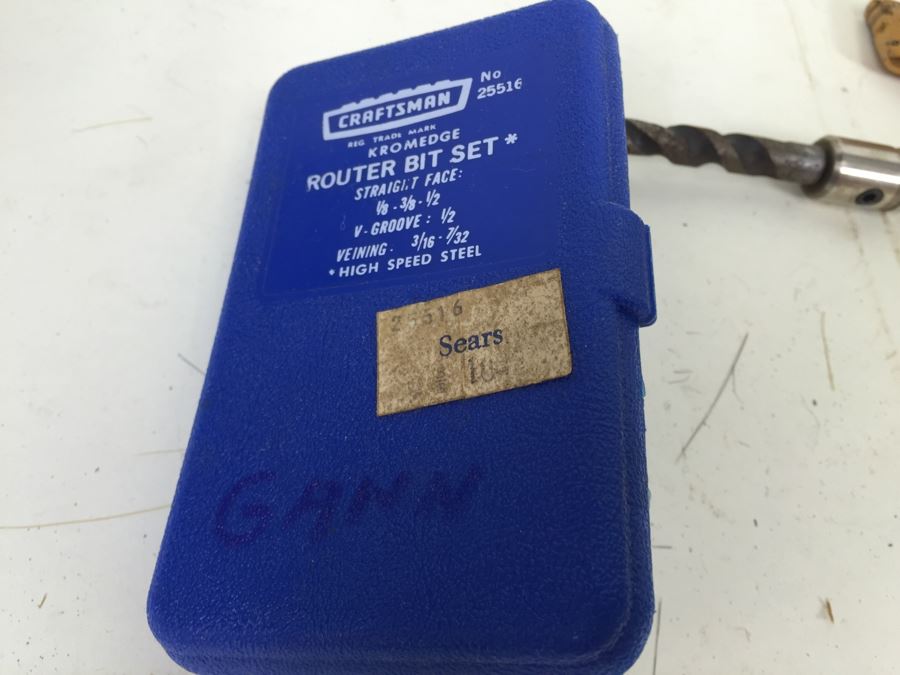 CRAFTSMAN
No
25516
REG. TRADE MARK
KROMEDGE
ROUTER BIT SET*
STRAIGHT FACE:
1/8 - 3/8 - 1/2
V-GROOVE: 1/2
VEINING: 3/16 - 7/32
*HIGH SPEED STEEL
Sears
GANN